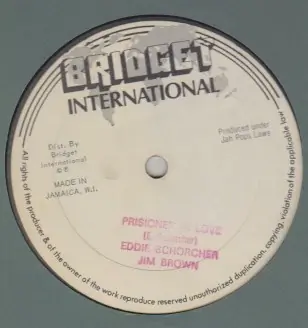 BRIDGET
INTERNATIONAL
Dist. By
Bridget
International
Produced under
Jah Pops Laws
MADE IN
JAMAICA, W.I.
LOVE
EDDIE SCHORCHER
JIM BROWN
All rights of the producer & of the owner of the work reproduce reserved unauthorized duplication, copying, violation of the applicable law